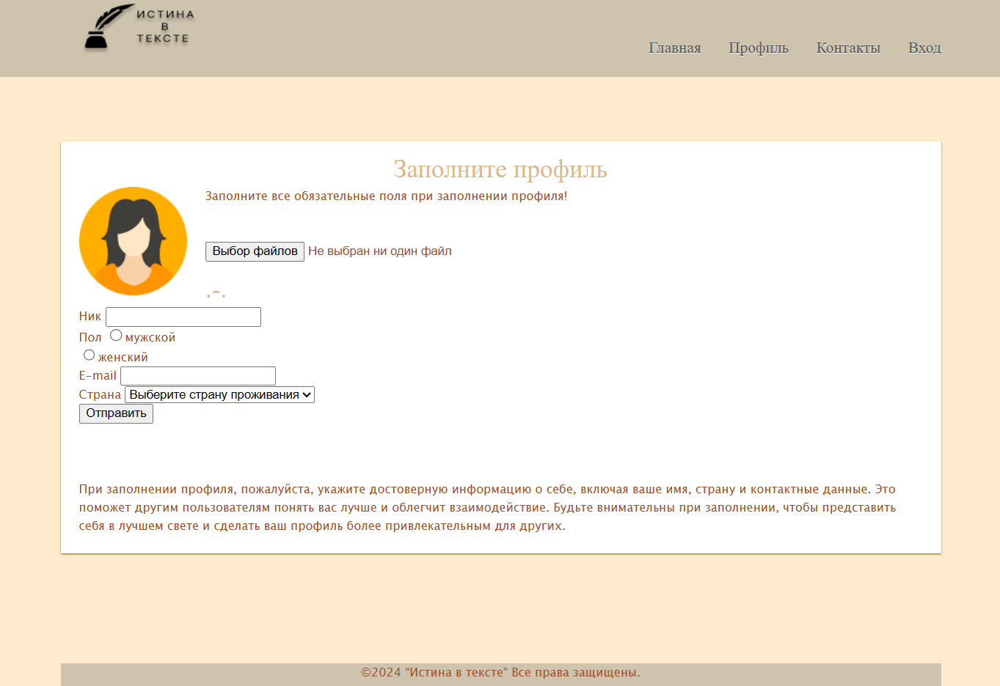 ИСТИНА
В
ТЕКСТЕ
Главная Профиль Контакты Вход
Заполните профиль
Заполните все обязательные поля при заполнении профиля!
Выбор файлов Не выбран ни один файл
.-.
Ник
Пол мужской
женский
E-mail
Страна Выберите страну проживания
Отправить
При заполнении профиля, пожалуйста, укажите достоверную информацию о себе, включая ваше имя, страну и контактные данные. Это
поможет другим пользователям понять вас лучше и облегчит взаимодействие. Будьте внимательны при заполнении, чтобы представить
себя в лучшем свете и сделать ваш профиль более привлекательным для других.
©2024 “Истина в тексте” Все права защищены.